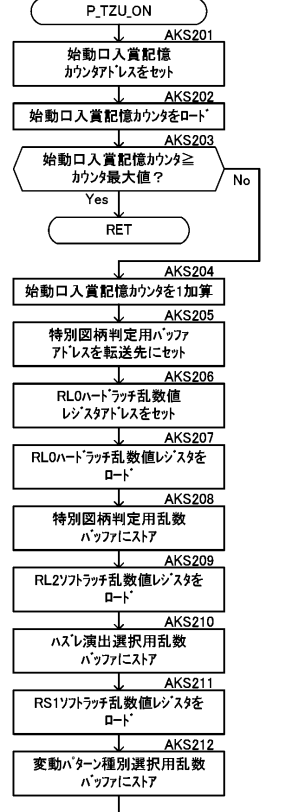 P_TZU_ON
AKS201
始動口入賞記憶
カウンタアドレスをセット
AKS202
始動口入賞記憶カウンタをロード
AKS203
始動口入賞記憶カウンタ≧
カウンタ最大値？
No
Yes
RET
AKS204
始動口入賞記憶カウンタを1加算
AKS205
特別図柄判定用バッファ
アドレスを転送先にセット
AKS206
RL0ハードラッチ乱数値
レジスタアドレスをセット
AKS207
RL0ハードラッチ乱数値レジスタを
ロード
AKS208
特別図柄判定用乱数
バッファにストア
AKS209
RL2ソフトラッチ乱数値レジスタを
ロード
AKS210
ハズレ演出選択用乱数
バッファにストア
AKS211
RS1ソフトラッチ乱数値レジスタを
ロード
AKS212
変動パターン種別選択用乱数
バッファにストア